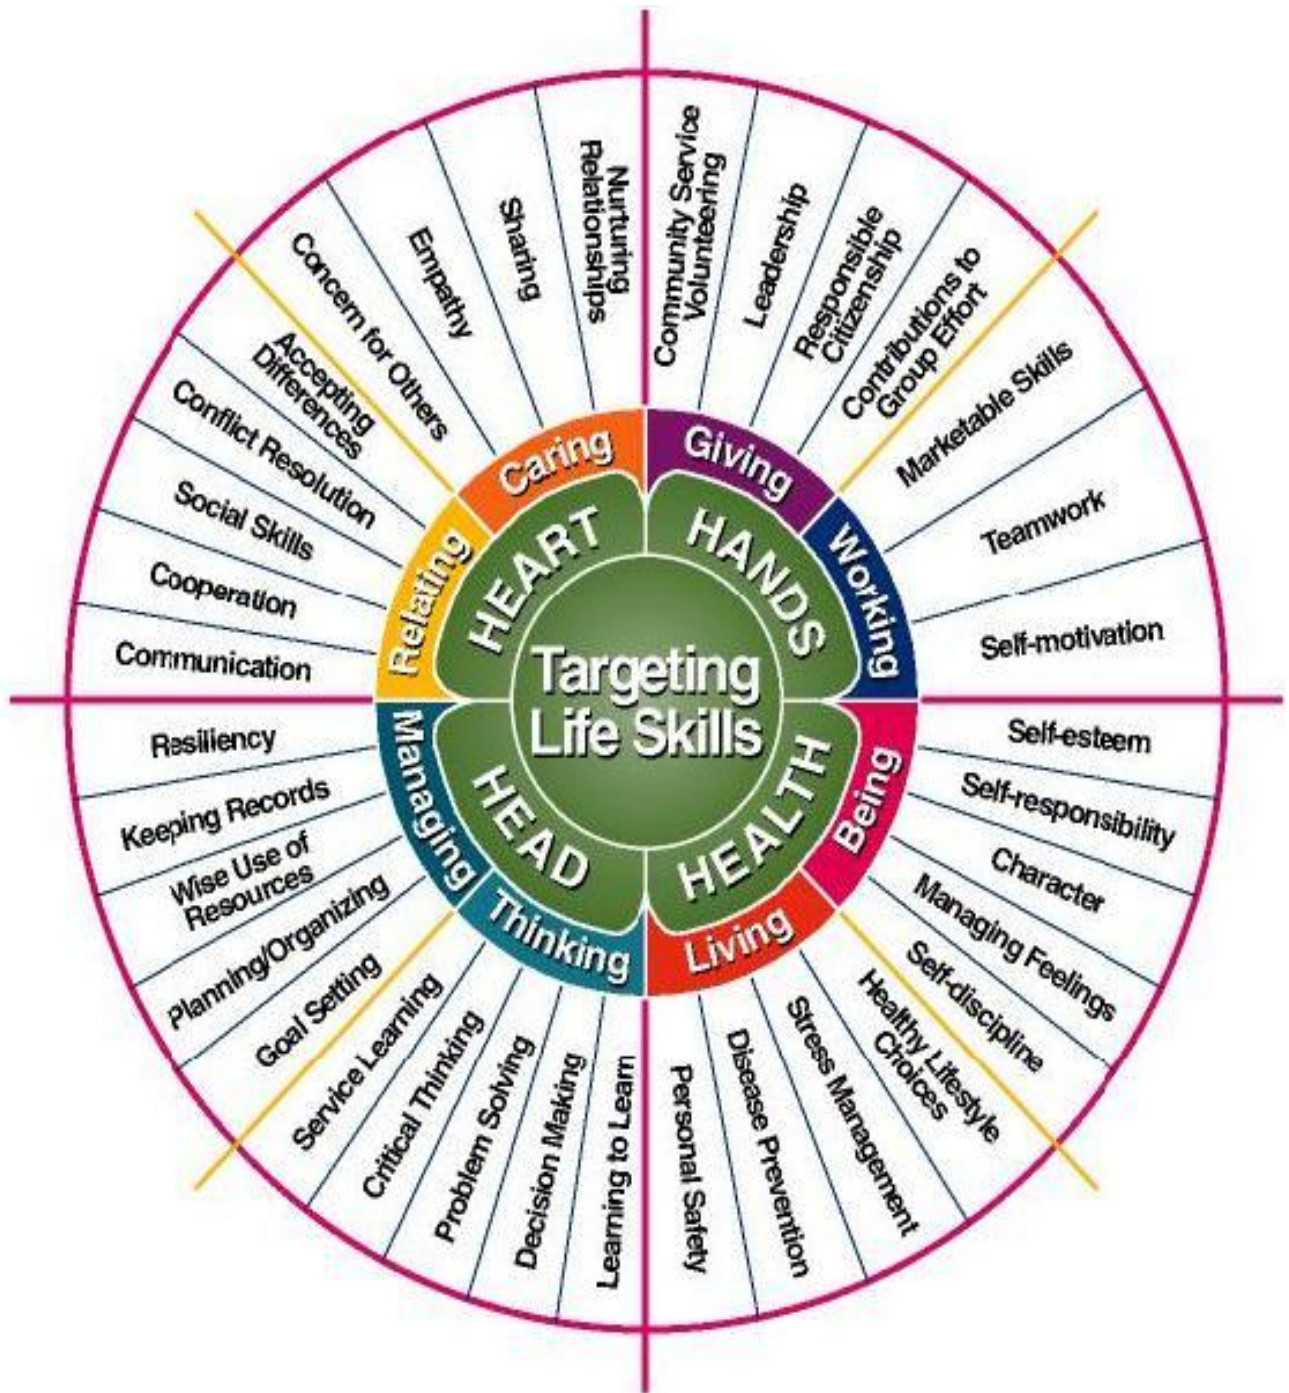 Targeting
Life Skills
HEART
Caring
Concern for Others
Empathy
Sharing
Nurturing
Relationships
Relating
Accepting
Differences
Conflict Resolution
Social Skills
Cooperation
Communication
HANDS
Giving
Community Service
Volunteering
Leadership
Responsible
Citizenship
Contributions to
Group Effort
Working
Marketable Skills
Teamwork
Self-motivation
HEALTH
Being
Self-esteem
Self-responsibility
Character
Managing Feelings
Self-discipline
Living
Healthy Lifestyle
Choices
Stress Management
Disease Prevention
Personal Safety
HEAD
Thinking
Learning to Learn
Decision Making
Problem Solving
Critical Thinking
Service Learning
Managing
Goal Setting
Planning/Organizing
Wise Use of
Resources
Keeping Records
Resiliency